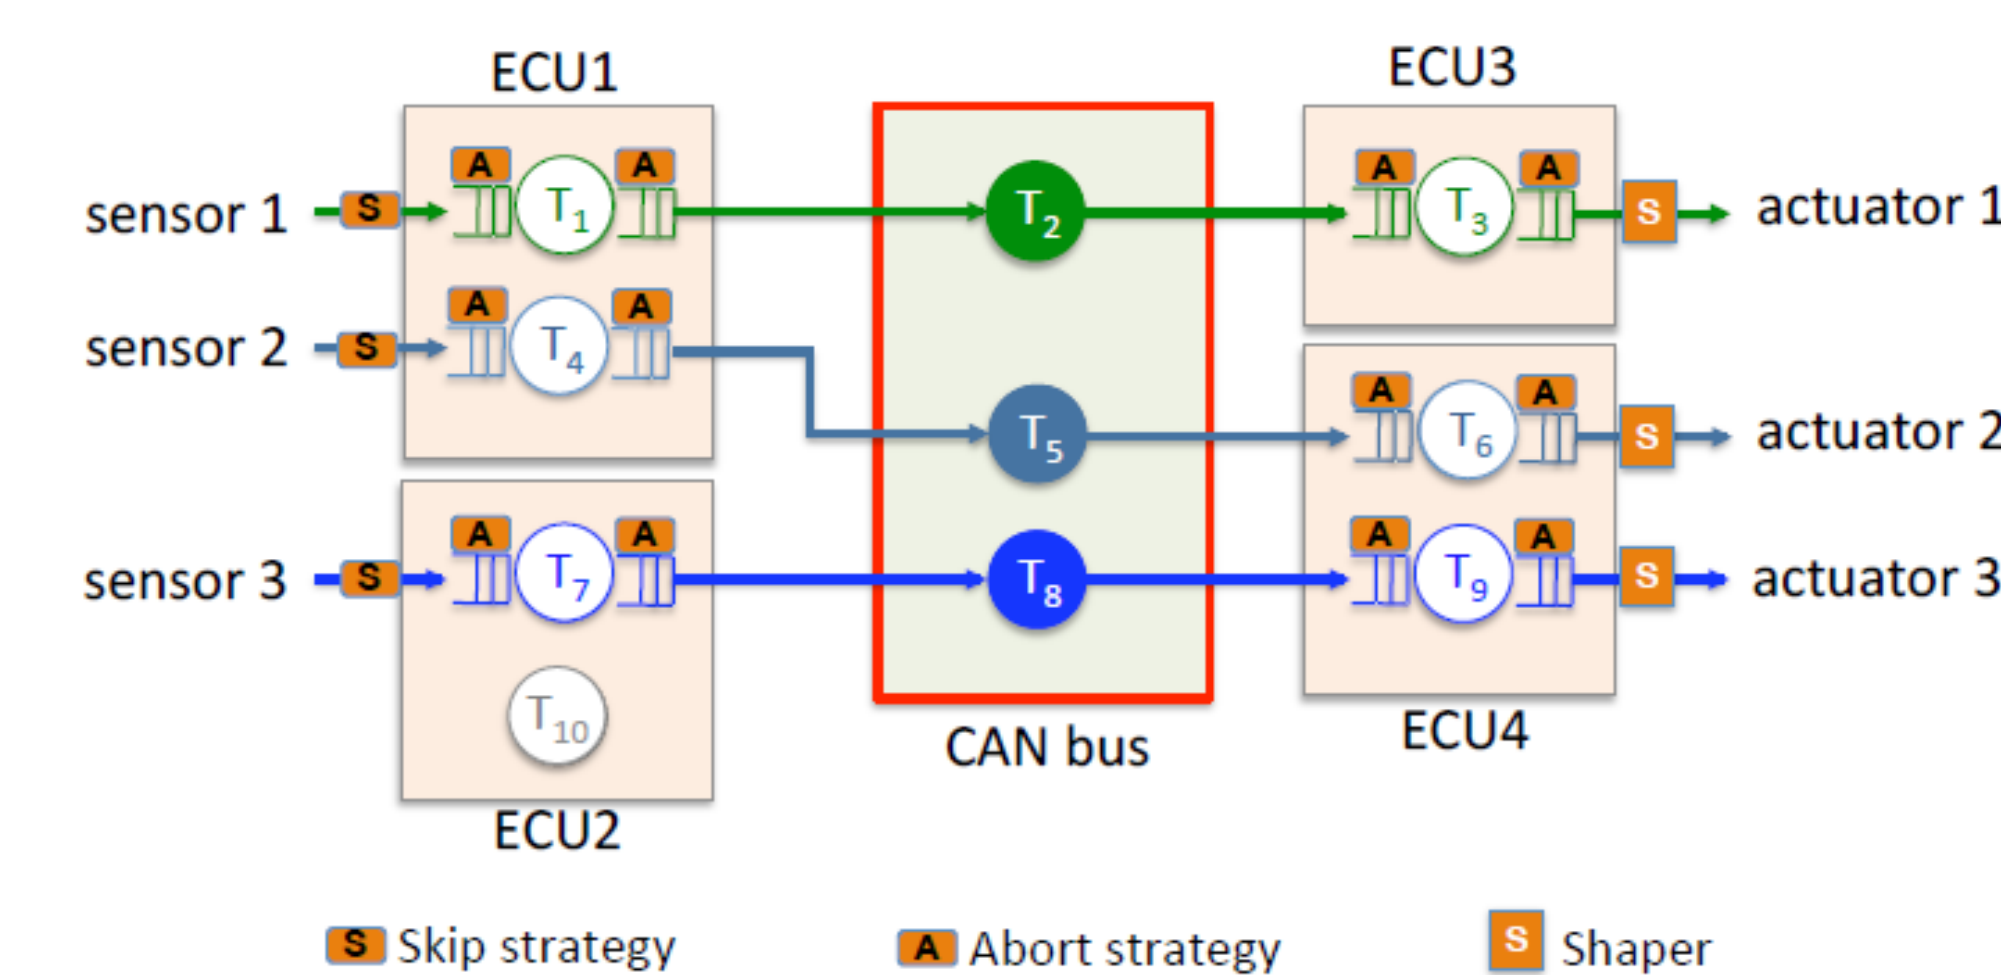 ECU1
ECU3
sensor 1 S A T1 A T2 A T3 A S actuator 1
sensor 2 S A T4 A T5 A T6 A S actuator 2
sensor 3 S A T7 A T8 A T9 A S actuator 3
T10
CAN bus
ECU4
ECU2
S Skip strategy
A Abort strategy
S Shaper